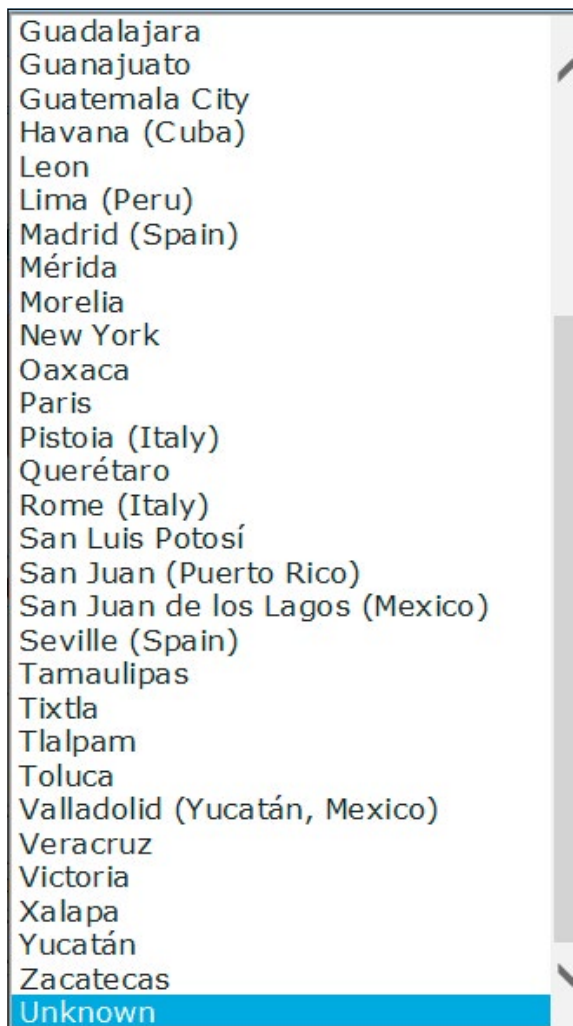 Guadalajara
Guanajuato
Guatemala City
Havana (Cuba)
Leon
Lima (Peru)
Madrid (Spain)
Mérida
Morelia
New York
Oaxaca
Paris
Pistoia (Italy)
Querétaro
Rome (Italy)
San Luis Potosí
San Juan (Puerto Rico)
San Juan de los Lagos (Mexico)
Seville (Spain)
Tamaulipas
Tixtla
Tlalpam
Toluca
Valladolid (Yucatán, Mexico)
Veracruz
Victoria
Xalapa
Yucatán
Zacatecas
Unknown